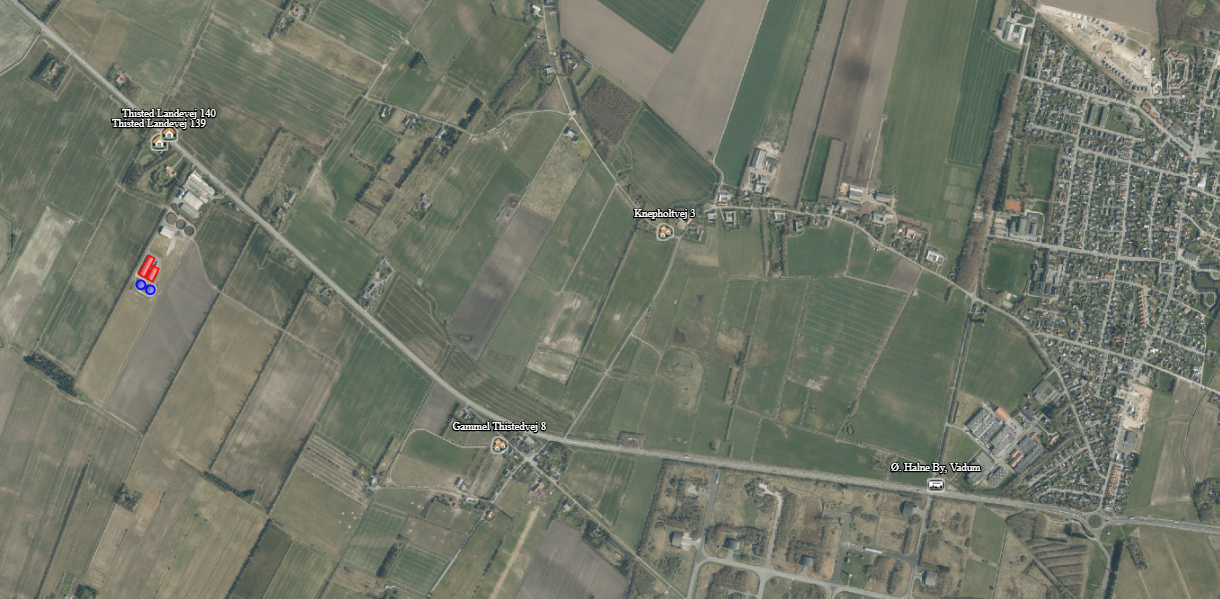 Thisted Landevej 140
Thisted Landevej 139
Knepholtvej 3
Gammel Thistedvej 8
Ø. Halne By, Vadum